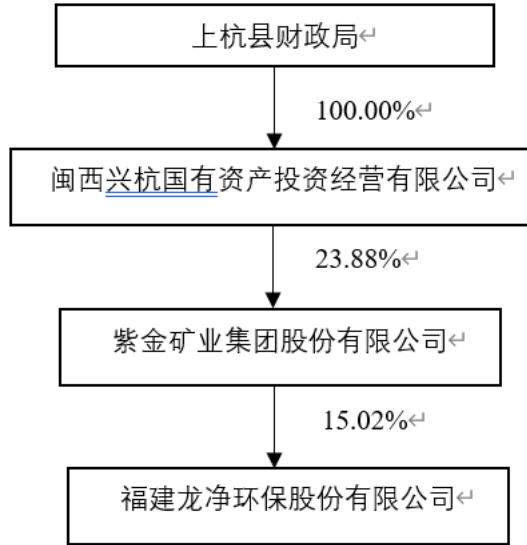 上杭县财政局
100.00%
闽西兴杭国有资产投资经营有限公司
23.88%
紫金矿业集团股份有限公司
15.02%
福建龙净环保股份有限公司